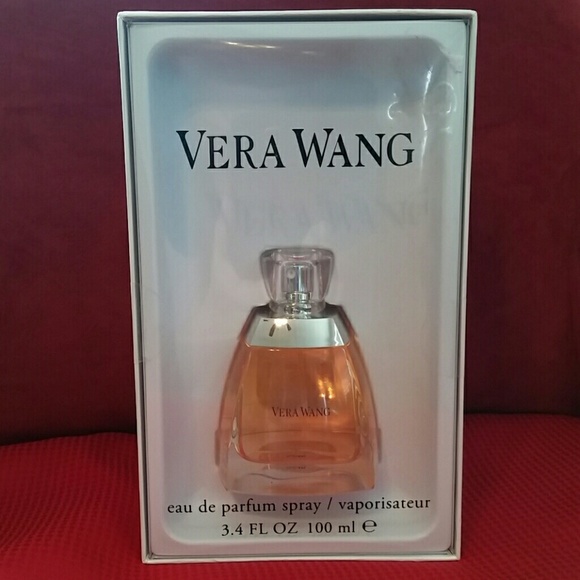 VERA WANG
VERA WANG
eau de parfum spray / vaporisateur
3.4 FL OZ 100 ml ℮